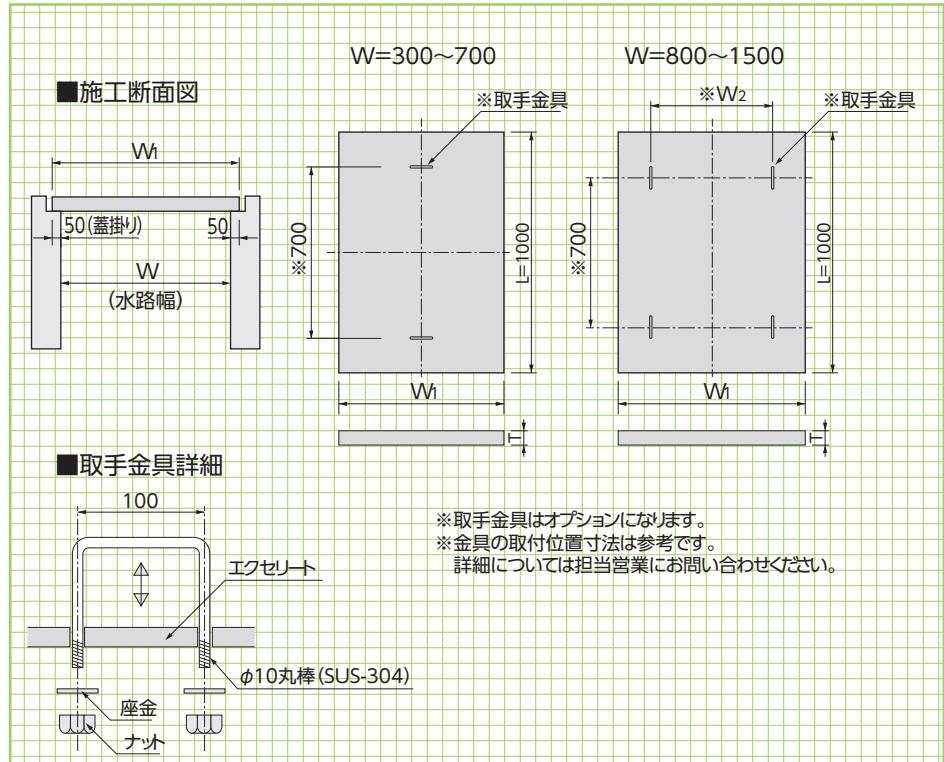 ■施工断面図
W1
50(蓋掛り)
50
W
(水路幅)
W=300～700
※取手金具
※700
L=1000
W1
T
W=800～1500
※W2
※取手金具
※700
L=1000
W1
T
■取手金具詳細
100
エクセリート
φ10丸棒(SUS-304)
座金
ナット
※取手金具はオプションになります。
※金具の取付位置寸法は参考です。
詳細については担当営業にお問い合わせください。